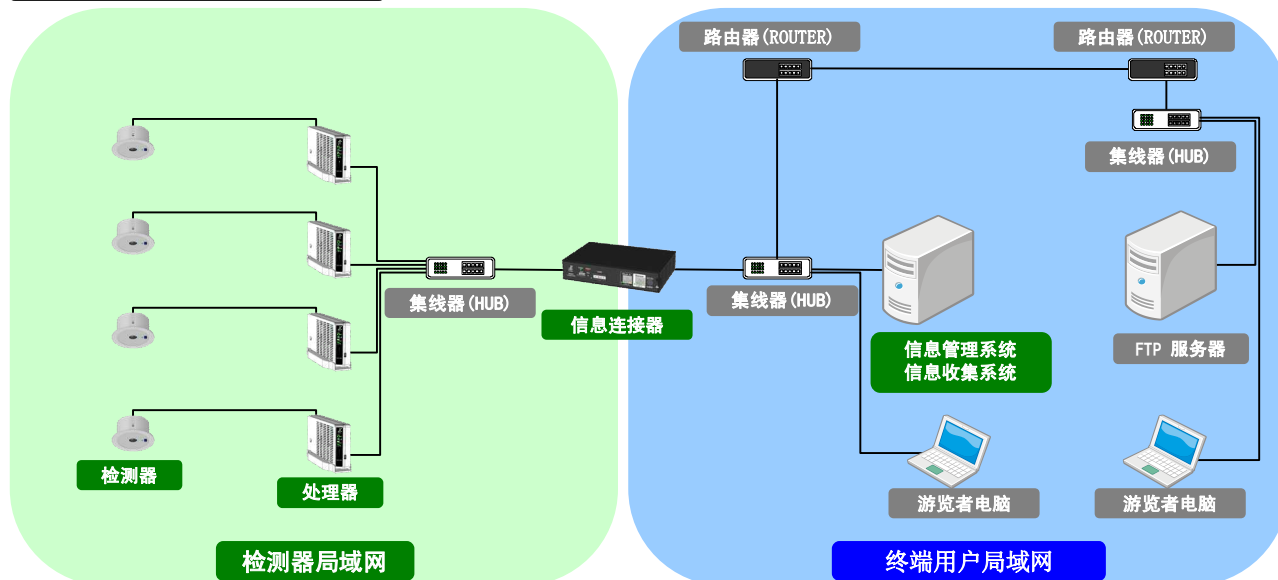 路由器(ROUTER)
路由器(ROUTER)
集线器(HUB)
集线器(HUB)
信息连接器
集线器(HUB)
信息管理系统
信息收集系统
FTP 服务器
检测器
处理器
游览者电脑
游览者电脑
检测器局域网
终端用户局域网